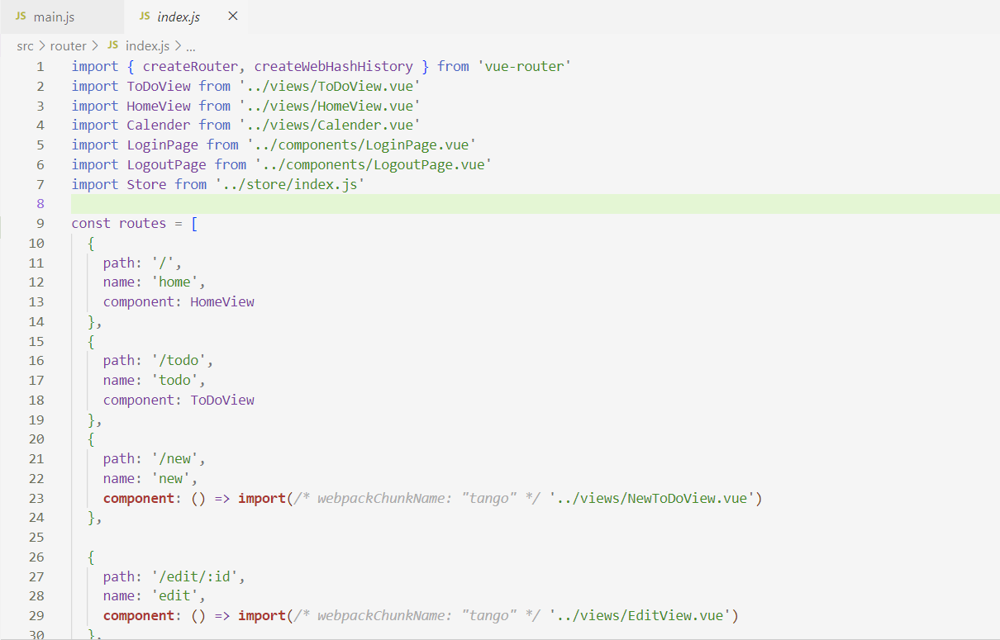 JS main.js JS index.js ×
src > router > JS index.js > ...
1 import { createRouter, createWebHashHistory } from 'vue-router'
2 import ToDoView from '../views/ToDoView.vue'
3 import HomeView from '../views/HomeView.vue'
4 import Calender from '../views/Calender.vue'
5 import LoginPage from '../components/LoginPage.vue'
6 import LogoutPage from '../components/LogoutPage.vue'
7 import Store from '../store/index.js'
8
9 const routes = [
10   {
11     path: '/',
12     name: 'home',
13     component: HomeView
14   },
15   {
16     path: '/todo',
17     name: 'todo',
18     component: ToDoView
19   },
20   {
21     path: '/new',
22     name: 'new',
23     component: () => import(/* webpackChunkName: "tango" */ '../views/NewToDoView.vue')
24   },
25
26   {
27     path: '/edit/:id',
28     name: 'edit',
29     component: () => import(/* webpackChunkName: "tango" */ '../views/EditView.vue')
30   },